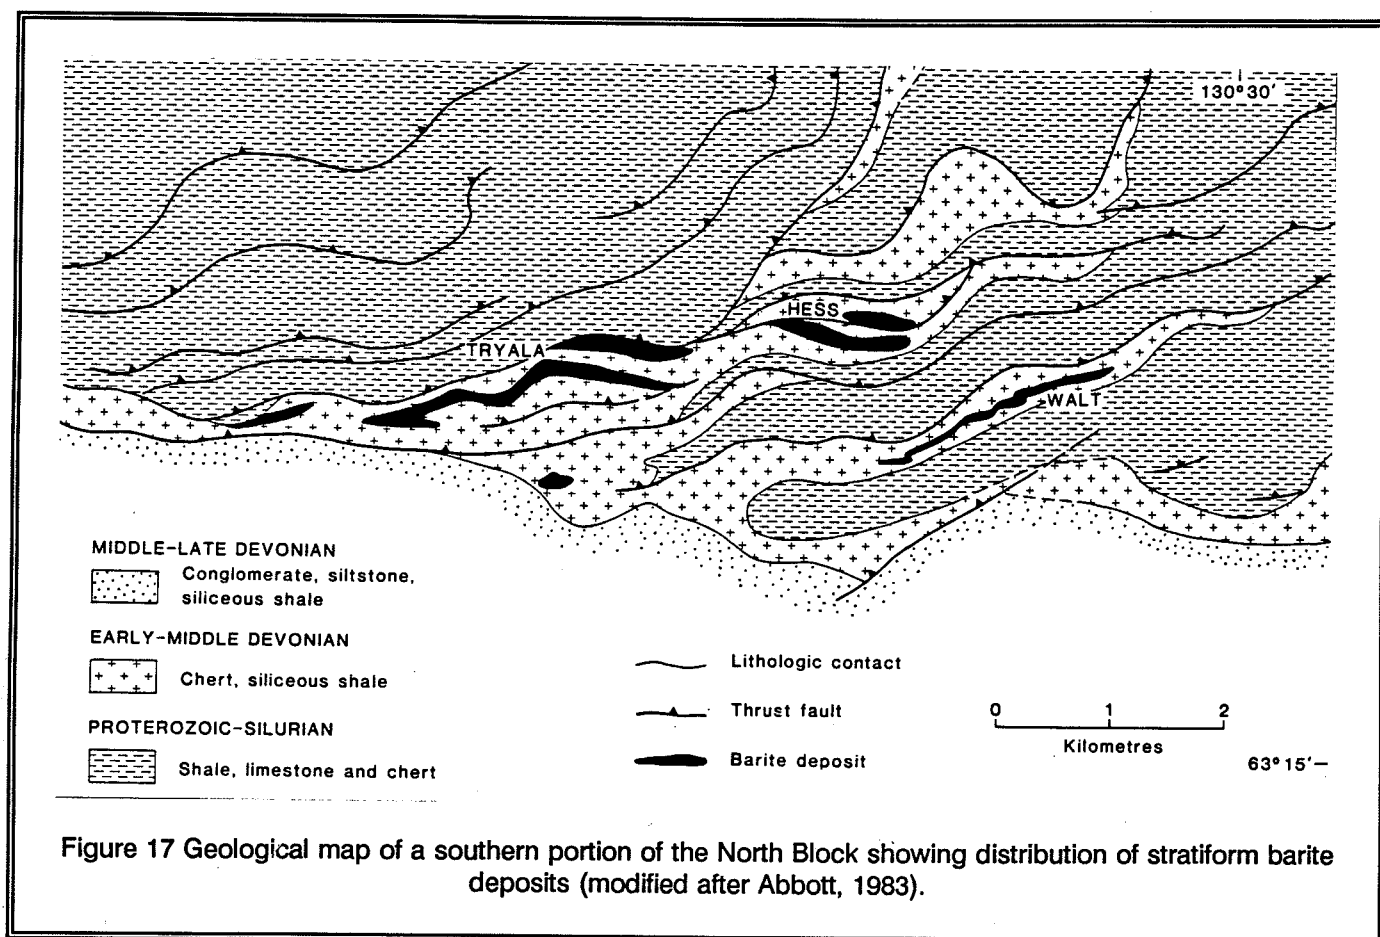 130° 30′
HESS
TRYALA
WALT
MIDDLE-LATE DEVONIAN
Conglomerate, siltstone,
siliceous shale
EARLY-MIDDLE DEVONIAN
Chert, siliceous shale
PROTEROZOIC-SILURIAN
Shale, limestone and chert
Lithologic contact
Thrust fault
Barite deposit
0 1 2
Kilometres
63° 15′–
Figure 17 Geological map of a southern portion of the North Block showing distribution of stratiform barite
deposits (modified after Abbott, 1983).